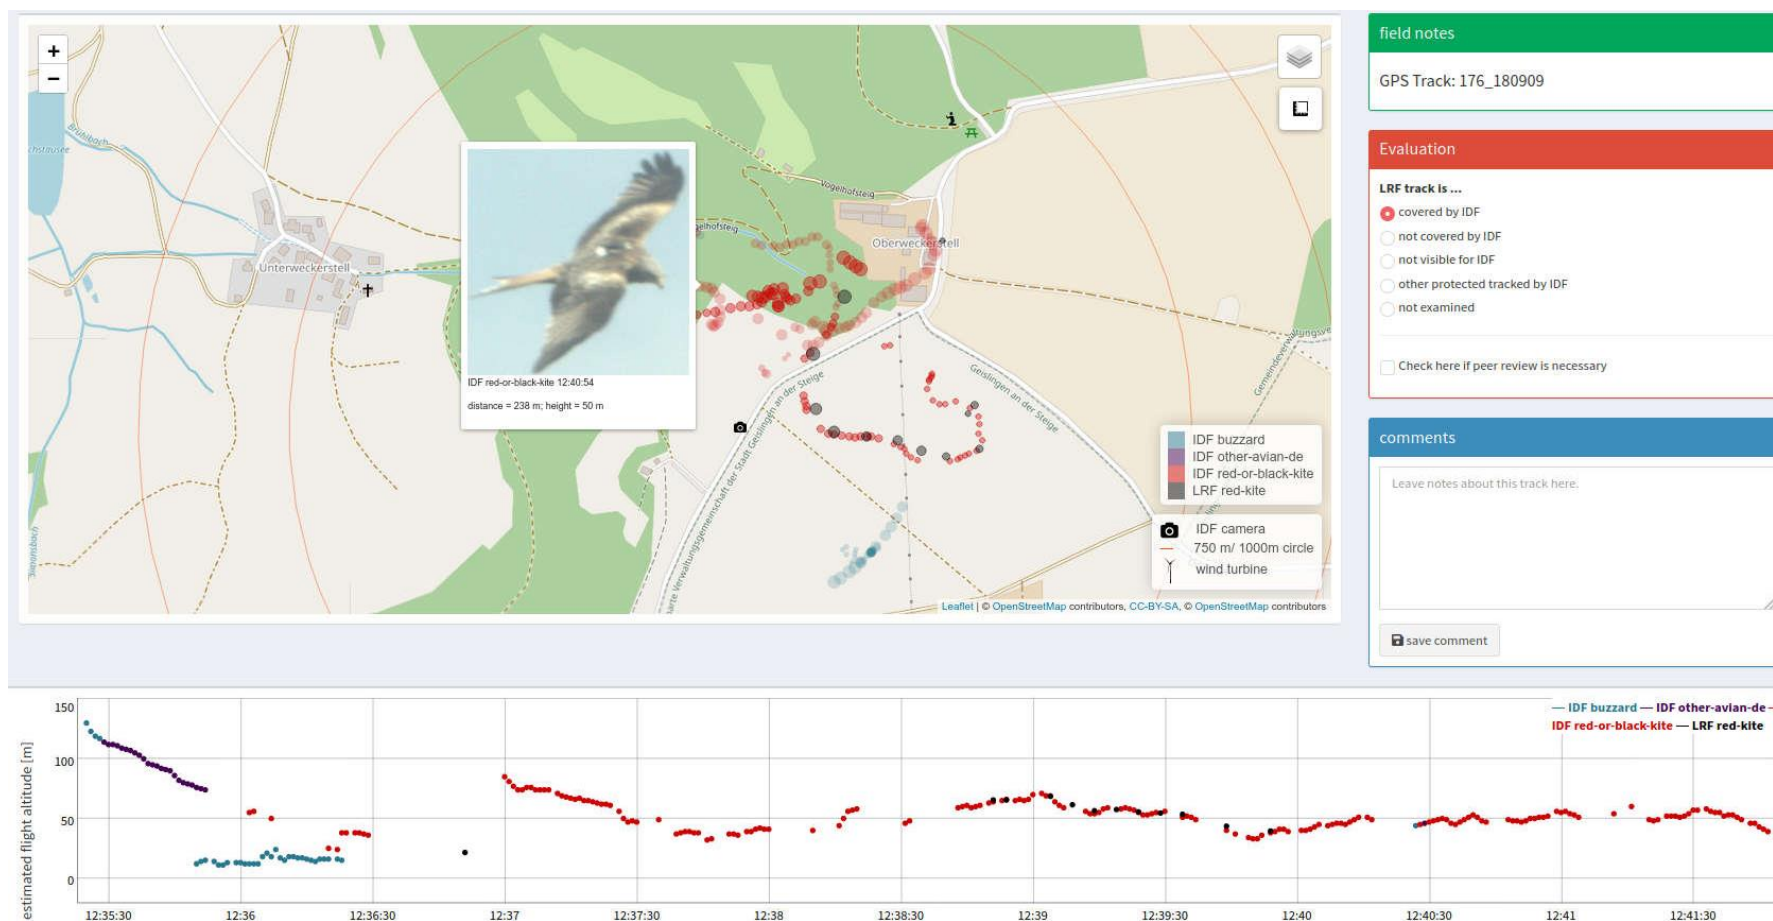 +
−
Brühlbach
Unterweckerstell
Vogelhofsteig
Oberweckerstell
Geislingen an der Steige
Geislingen an der Steige
IDF red-or-black-kite 12:40:54
distance = 238 m; height = 50 m
IDF buzzard
IDF other-avian-de
IDF red-or-black-kite
LRF red-kite
IDF camera
750 m/ 1000m circle
wind turbine
Leaflet | © OpenStreetMap contributors, CC-BY-SA, © OpenStreetMap contributors
field notes
GPS Track: 176_180909
Evaluation
LRF track is ...
covered by IDF
not covered by IDF
not visible for IDF
other protected tracked by IDF
not examined
Check here if peer review is necessary
comments
Leave notes about this track here.
save comment
estimated flight altitude [m]
150
100
50
0
— IDF buzzard — IDF other-avian-de —
IDF red-or-black-kite — LRF red-kite
12:35:30 12:36 12:36:30 12:37 12:37:30 12:38 12:38:30 12:39 12:39:30 12:40 12:40:30 12:41 12:41:30